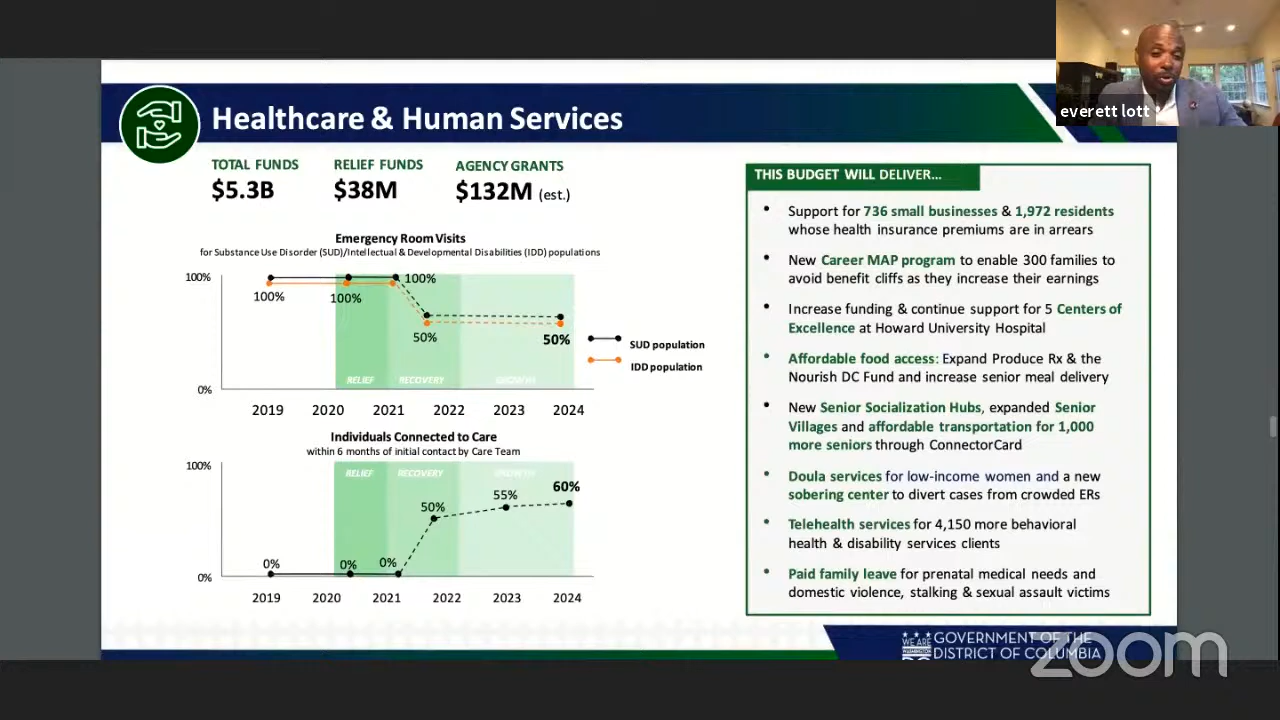 everett lott
Healthcare & Human Services
TOTAL FUNDS
$5.3B
RELIEF FUNDS
$38M
AGENCY GRANTS
$132M (est.)
Emergency Room Visits
for Substance Use Disorder (SUD)/Intellectual & Developmental Disabilities (IDD) populations
100%
100%
100%
100%
50%
50%
0%
RELIEF
RECOVERY
GROWTH
SUD population
IDD population
2019 2020 2021 2022 2023 2024
Individuals Connected to Care
within 6 months of initial contact by Care Team
100%
RELIEF
RECOVERY
GROWTH
0%
0%
0%
50%
55%
60%
0%
2019 2020 2021 2022 2023 2024
THIS BUDGET WILL DELIVER...
• Support for 736 small businesses & 1,972 residents
whose health insurance premiums are in arrears
• New Career MAP program to enable 300 families to
avoid benefit cliffs as they increase their earnings
• Increase funding & continue support for 5 Centers of
Excellence at Howard University Hospital
• Affordable food access: Expand Produce Rx & the
Nourish DC Fund and increase senior meal delivery
• New Senior Socialization Hubs, expanded Senior
Villages and affordable transportation for 1,000
more seniors through ConnectorCard
• Doula services for low-income women and a new
sobering center to divert cases from crowded ERs
• Telehealth services for 4,150 more behavioral
health & disability services clients
• Paid family leave for prenatal medical needs and
domestic violence, stalking & sexual assault victims
WE ARE
WASHINGTON
GOVERNMENT OF THE
DISTRICT OF COLUMBIA
zoom